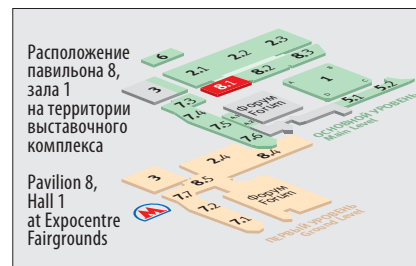 Расположение
павильона 8,
зала 1
на территории
выставочного
комплекса
Pavilion 8,
Hall 1
at Expocentre
Fairgrounds
6
2.1
2.2
2.3
3
8.1
8.2
8.3
7.3
7.4
7.5
7.6
Форум
Forum
A
B
1
D
C
5.1
5.2
ОСНОВНОЙ УРОВЕНЬ
Main Level
3
2.4
8.4
8.5
7.7
7.2
7.1
Форум
Forum
М
ПЕРВЫЙ УРОВЕНЬ
Ground Level